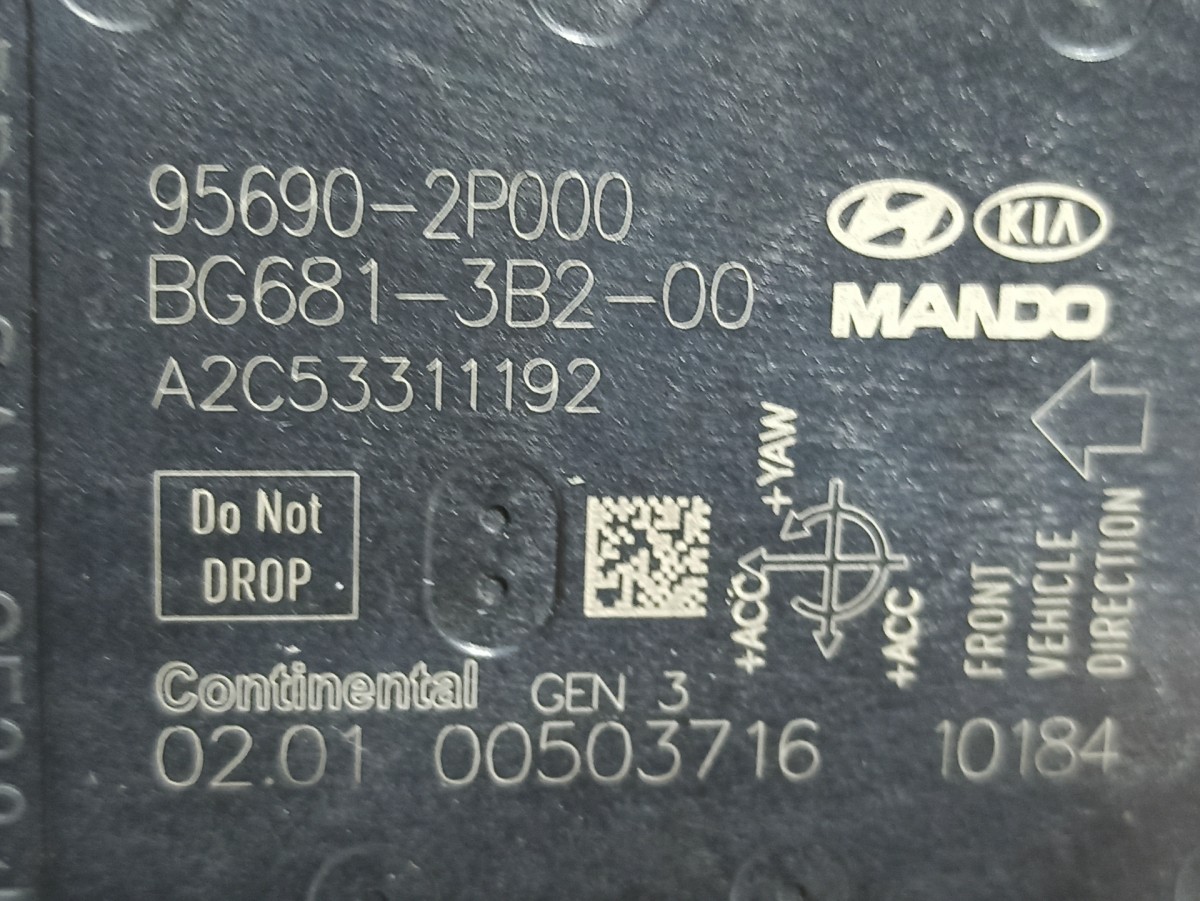 95690-2P000
BG681-3B2-00
A2C53311192
KIA
MANDO
Do Not
DROP
+YAW
+ACC
+ACC
FRONT
VEHICLE
DIRECTION
Continental GEN 3
02.01 00503716 10184